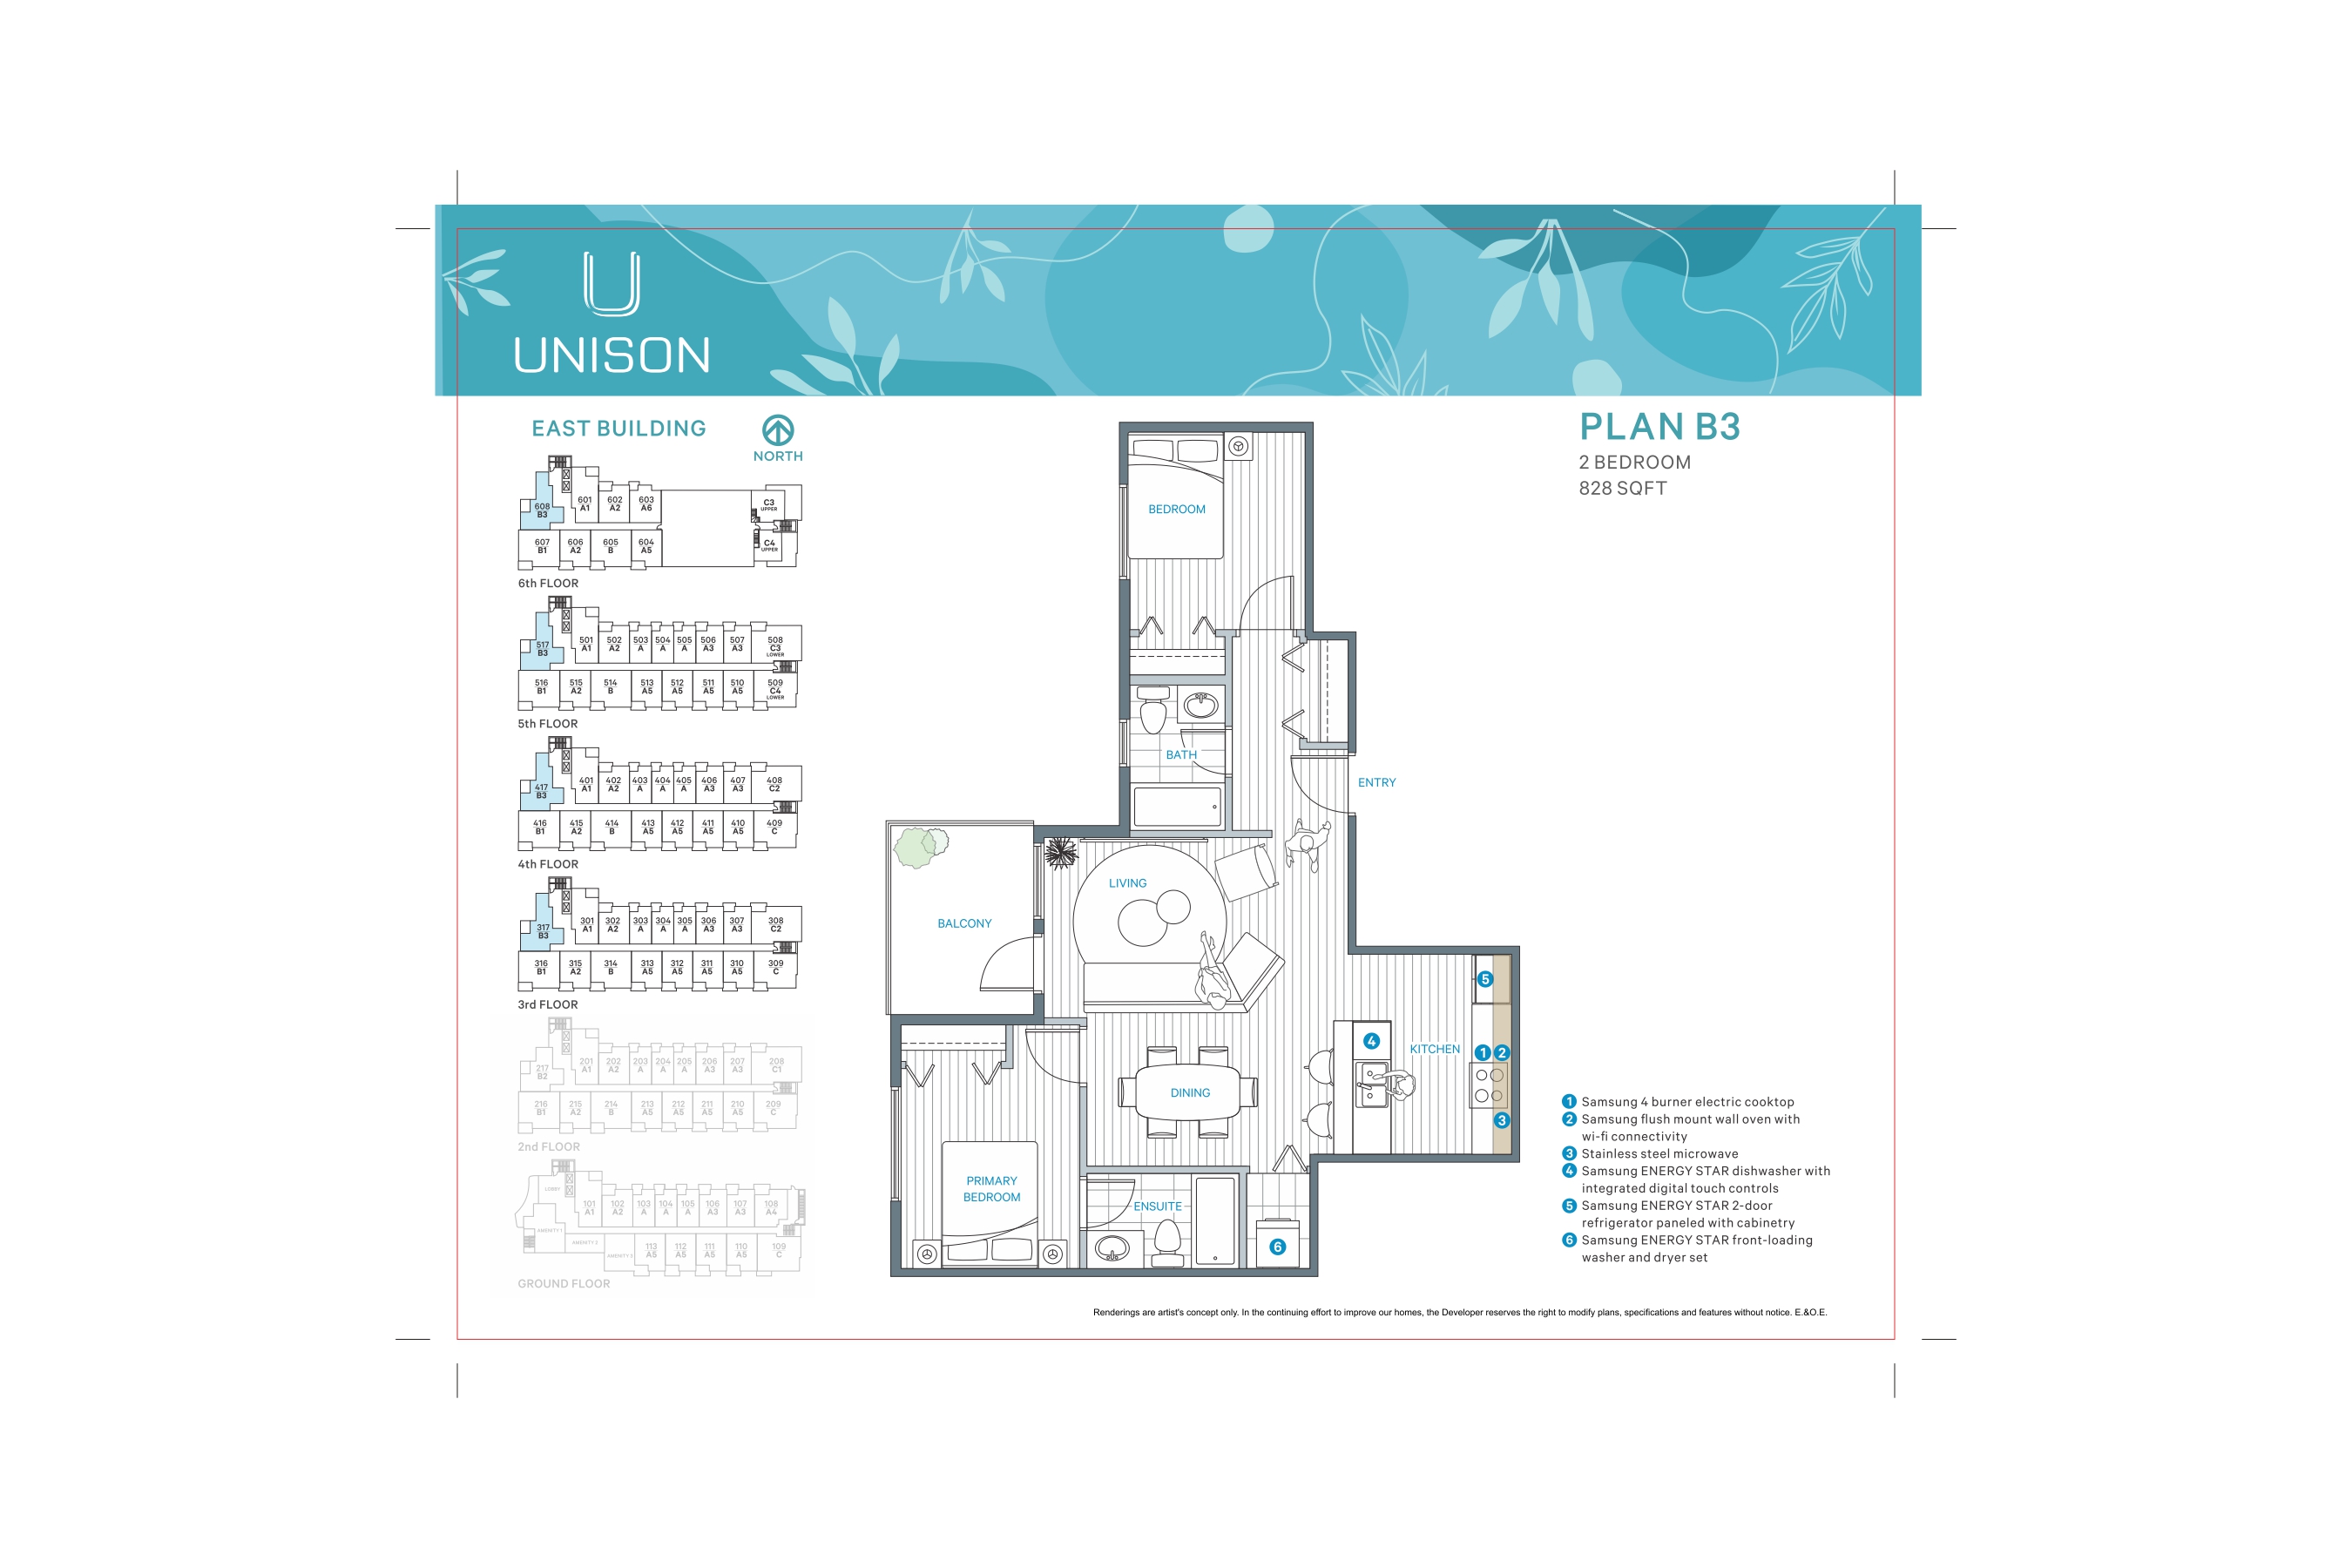 U
UNISON
EAST BUILDING
NORTH
608 B3 601 A1 602 A2 603 A6 C3 UPPER
607 B1 606 A2 605 B 604 A5 C4 UPPER
6th FLOOR
517 B3 501 A1 502 A2 503 A 504 A 505 A 506 A3 507 A3 508 C3 LOWER
516 B1 515 A2 514 B 513 A5 512 A5 511 A5 510 A5 509 C4 LOWER
5th FLOOR
417 B3 401 A1 402 A2 403 A 404 A 405 A 406 A3 407 A3 408 C2
416 B1 415 A2 414 B 413 A5 412 A5 411 A5 410 A5 409 C
4th FLOOR
317 B3 301 A1 302 A2 303 A 304 A 305 A 306 A3 307 A3 308 C2
316 B1 315 A2 314 B 313 A5 312 A5 311 A5 310 A5 309 C
3rd FLOOR
217 B2 201 A1 202 A2 203 A 204 A 205 A 206 A3 207 A3 208 C1
216 B1 215 A2 214 B 213 A5 212 A5 211 A5 210 A5 209 C
2nd FLOOR
LOBBY 101 A1 102 A2 103 A 104 A 105 A 106 A3 107 A3 108 A4
AMENITY 1 AMENITY 2 AMENITY 3 113 A5 112 A5 111 A5 110 A5 109 C
GROUND FLOOR
BEDROOM
BATH
ENTRY
LIVING
BALCONY
5
4
KITCHEN
1 2
DINING
3
PRIMARY
BEDROOM
ENSUITE
6
PLAN B3
2 BEDROOM
828 SQFT
1 Samsung 4 burner electric cooktop
2 Samsung flush mount wall oven with
wi-fi connectivity
3 Stainless steel microwave
4 Samsung ENERGY STAR dishwasher with
integrated digital touch controls
5 Samsung ENERGY STAR 2-door
refrigerator paneled with cabinetry
6 Samsung ENERGY STAR front-loading
washer and dryer set
Renderings are artist's concept only. In the continuing effort to improve our homes, the Developer reserves the right to modify plans, specifications and features without notice. E.&O.E.